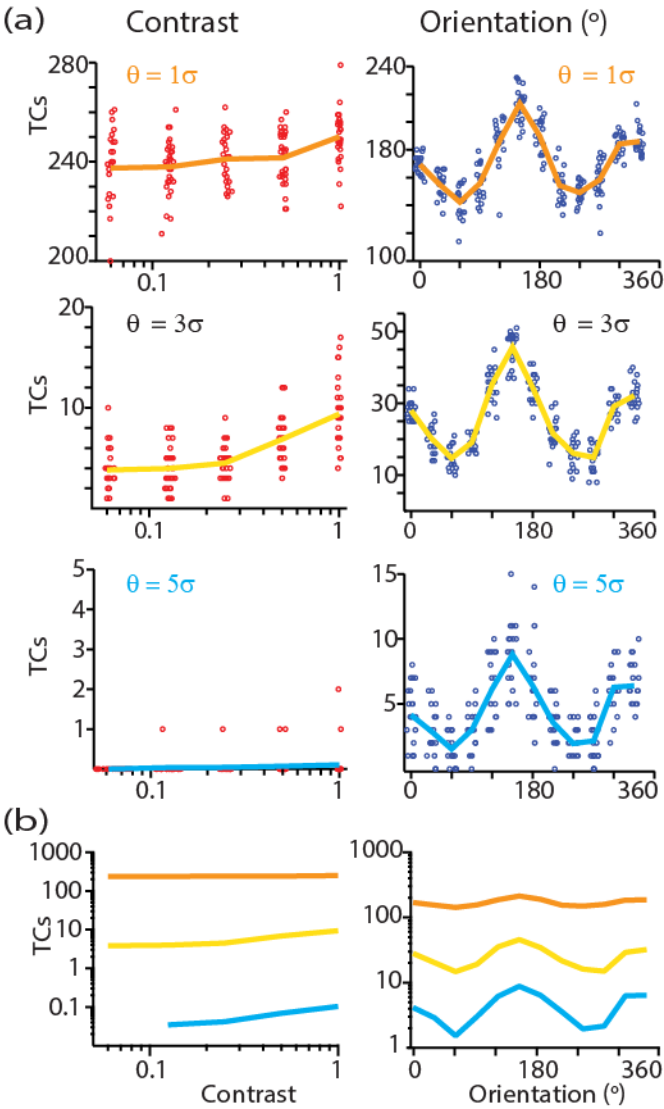 (a) Contrast Orientation (º)
280 θ = 1σ 240 θ = 1σ
TCs
240 180
200 100
0.1 1 0 180 360
20 θ = 3σ 50 θ = 3σ
TCs
10 30
10
0.1 1 0 180 360
5 θ = 5σ 15 θ = 5σ
4
TCs
3 10
2
1 5
0.1 1 0 180 360
(b)
1000 1000
100
TCs
10 100
1 10
0.1 1
0.1 1 0 180 360
Contrast Orientation (º)